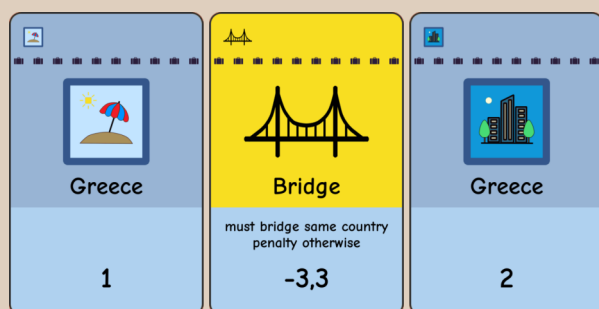 Greece
1
Bridge
must bridge same country
penalty otherwise
-3,3
Greece
2